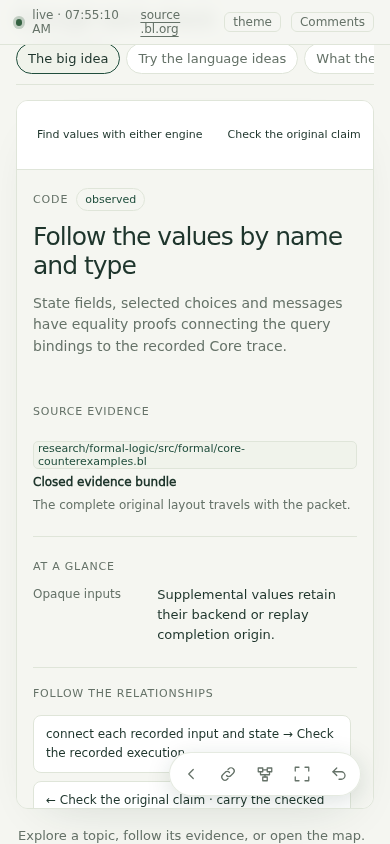 live · 07:55:10
AM
source
.bl.org
theme
Comments
The big idea
Try the language ideas
What the
Find values with either engine
Check the original claim
CODE
observed
Follow the values by name
and type
State fields, selected choices and messages
have equality proofs connecting the query
bindings to the recorded Core trace.
SOURCE EVIDENCE
research/formal-logic/src/formal/core-
counterexamples.bl
Closed evidence bundle
The complete original layout travels with the packet.
AT A GLANCE
Opaque inputs
Supplemental values retain
their backend or replay
completion origin.
FOLLOW THE RELATIONSHIPS
connect each recorded input and state → Check
the recorded execution
← Check the original claim · carry the checked
Explore a topic, follow its evidence, or open the map.